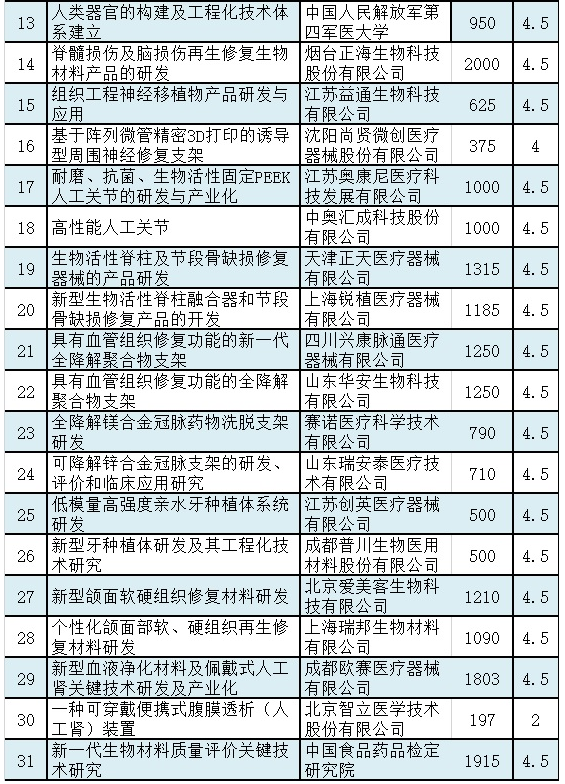 13 人类器官的构建及工程化技术体系建立 中国人民解放军第四军医大学 950 4.5
14 脊髓损伤及脑损伤再生修复生物材料产品的研发 烟台正海生物科技股份有限公司 2000 4.5
15 组织工程神经移植物产品研发与应用 江苏益通生物科技有限公司 625 4.5
16 基于阵列微管精密3D打印的诱导型周围神经修复支架 沈阳尚贤微创医疗器械股份有限公司 375 4
17 耐磨、抗菌、生物活性固定PEEK人工关节的研发与产业化 江苏奥康尼医疗科技发展有限公司 1000 4.5
18 高性能人工关节 中奥汇成科技股份有限公司 1000 4.5
19 生物活性脊柱及节段骨缺损修复器械的产品研发 天津正天医疗器械有限公司 1315 4.5
20 新型生物活性脊柱融合器和节段骨缺损修复产品的开发 上海锐植医疗器械有限公司 1185 4.5
21 具有血管组织修复功能的新一代全降解聚合物支架 四川兴康脉通医疗器械有限公司 1250 4.5
22 具有血管组织修复功能的全降解聚合物支架 山东华安生物科技有限公司 1250 4.5
23 全降解镁合金冠脉药物洗脱支架研发 赛诺医疗科学技术有限公司 790 4.5
24 可降解锌合金冠脉支架的研发、评价和临床应用研究 山东瑞安泰医疗技术有限公司 710 4.5
25 低模量高强度亲水牙种植体系统研发 江苏创英医疗器械有限公司 500 4.5
26 新型牙种植体研发及其工程化技术研究 成都普川生物医用材料股份有限公司 500 4.5
27 新型颌面软硬组织修复材料研发 北京爱美客生物科技有限公司 1210 4.5
28 个性化颌面部软、硬组织再生修复材料研发 上海瑞邦生物材料有限公司 1090 4.5
29 新型血液净化材料及佩戴式人工肾关键技术研发及产业化 成都欧赛医疗器械有限公司 1803 4.5
30 一种可穿戴便携式腹膜透析（人工肾）装置 北京智立医学技术股份有限公司 197 2
31 新一代生物材料质量评价关键技术研究 中国食品药品检定研究院 1915 4.5